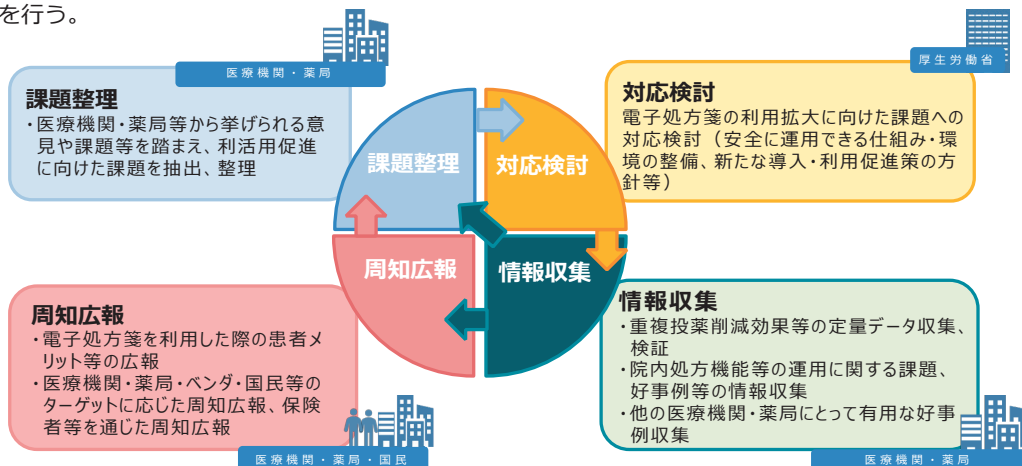 を行う。
医療機関・薬局
課題整理
・医療機関・薬局等から挙げられる意
見や課題等を踏まえ、利活用促進
に向けた課題を抽出、整理
厚生労働省
対応検討
電子処方箋の利用拡大に向けた課題への
対応検討（安全に運用できる仕組み・環
境の整備、新たな導入・利用促進策の方
針等）
課題整理
対応検討
周知広報
情報収集
周知広報
・電子処方箋を利用した際の患者メ
リット等の広報
・医療機関・薬局・ベンダ・国民等の
ターゲットに応じた周知広報、保険
者等を通じた周知広報
医療機関・薬局・国民
情報収集
・重複投薬削減効果等の定量データ収集、
検証
・院内処方機能等の運用に関する課題、
好事例等の情報収集
・他の医療機関・薬局にとって有用な好事
例収集
医療機関・薬局